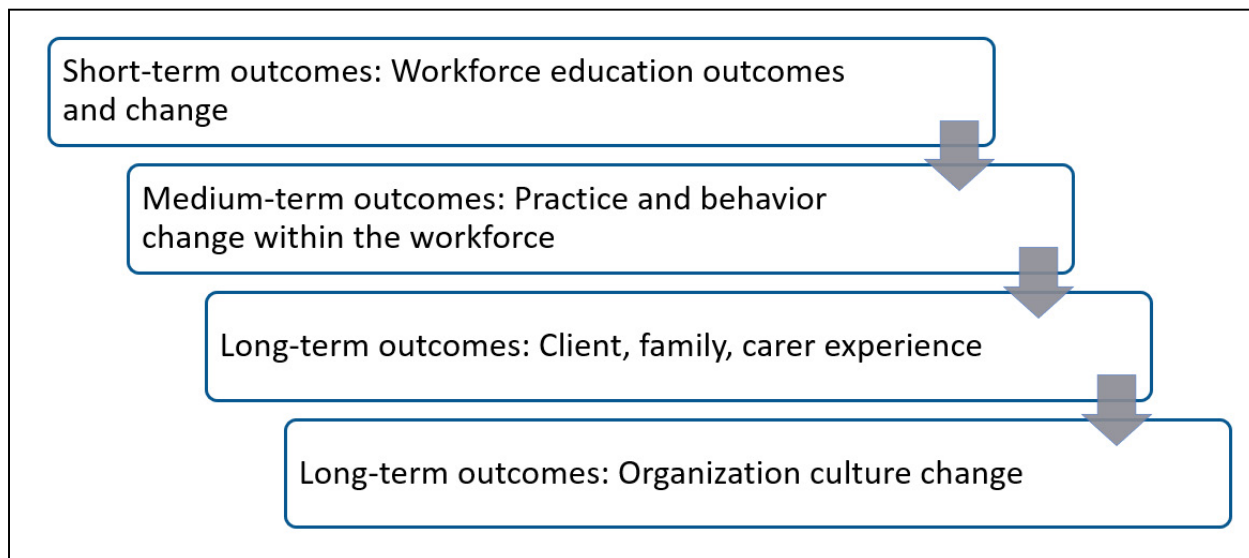 Short-term outcomes: Workforce education outcomes
and change
Medium-term outcomes: Practice and behavior
change within the workforce
Long-term outcomes: Client, family, carer experience
Long-term outcomes: Organization culture change